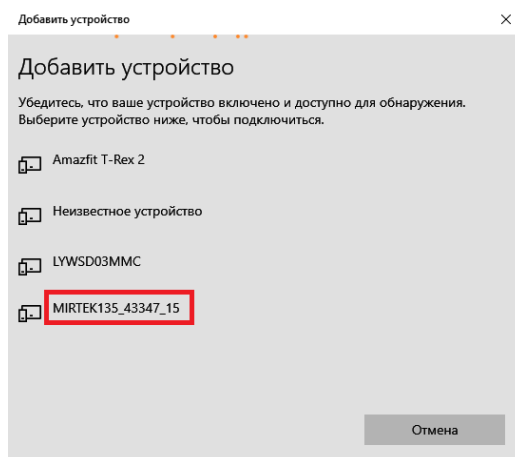 Добавить устройство
Добавить устройство
Убедитесь, что ваше устройство включено и доступно для обнаружения.
Выберите устройство ниже, чтобы подключиться.
Amazfit T-Rex 2
Неизвестное устройство
LYWSD03MMC
MIRTEK135_43347_15
Отмена